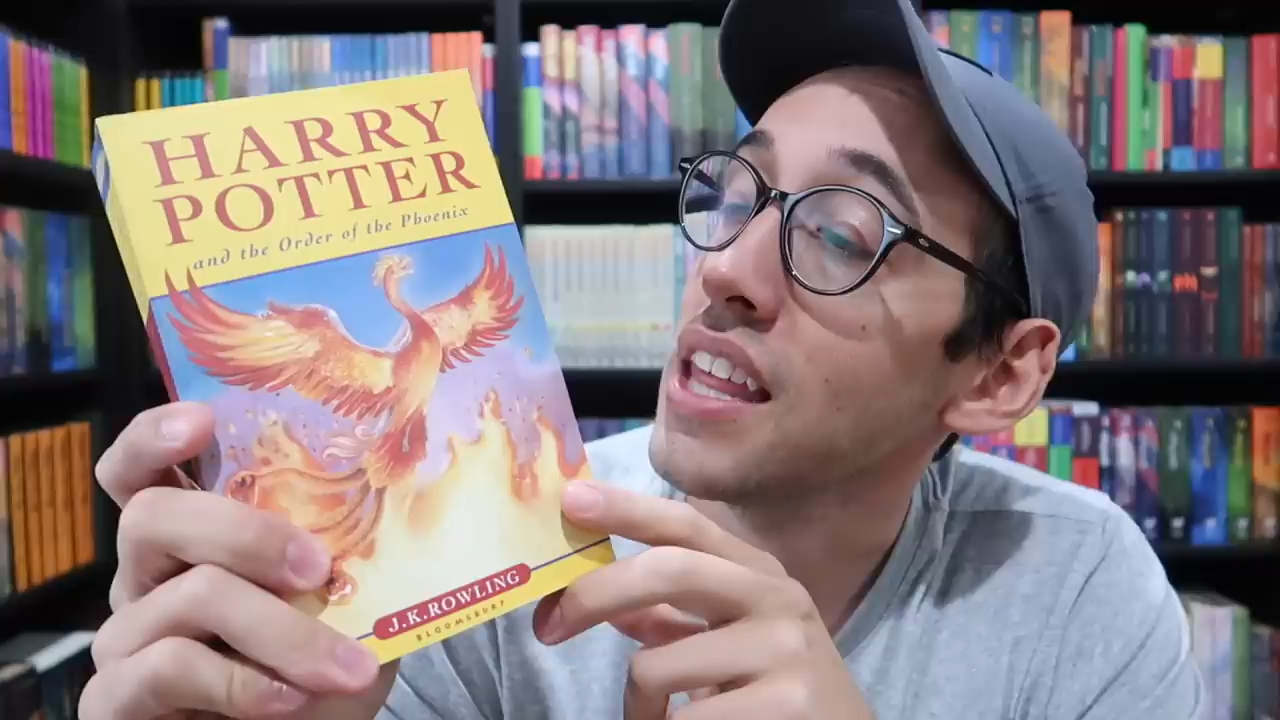 HARRY
POTTER
and the Order of the Phoenix
J.K.ROWLING
BLOOMSBURY